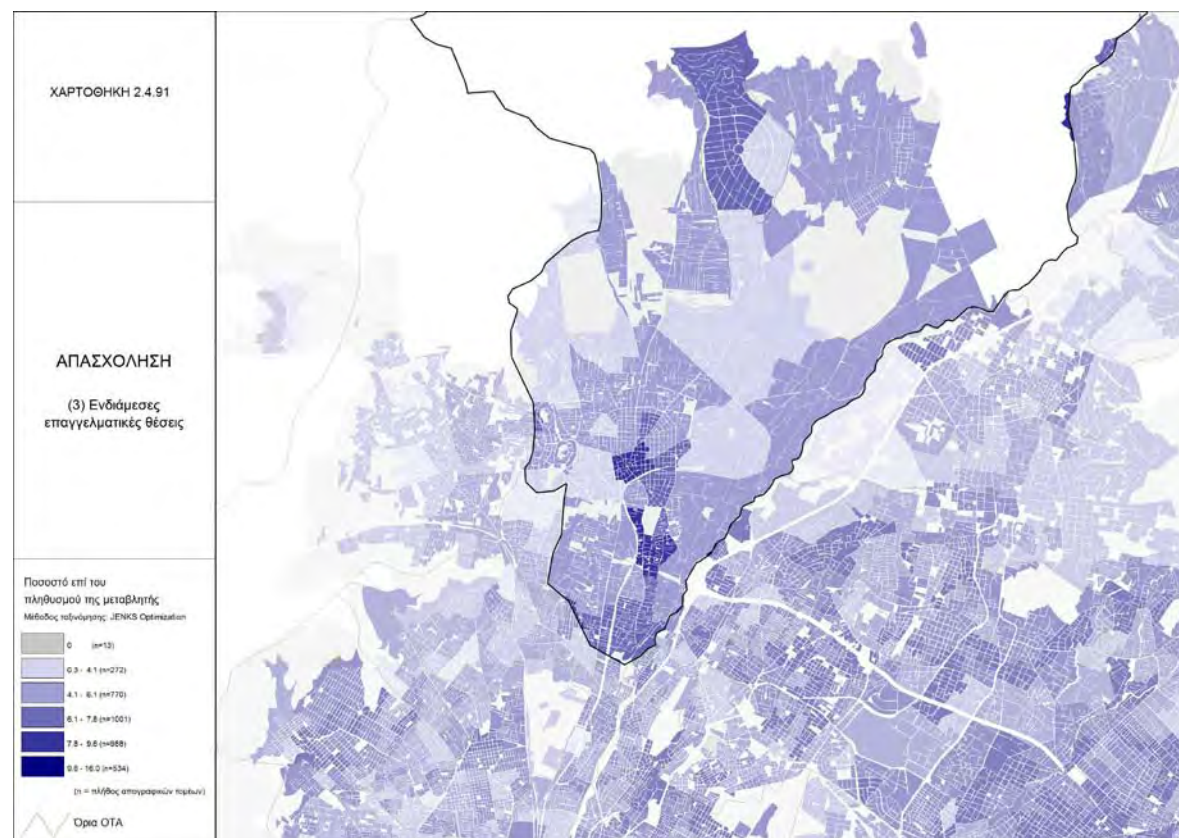 ΧΑΡΤΟΘΗΚΗ 2.4.91
ΑΠΑΣΧΟΛΗΣΗ
(3) Ενδιάμεσες
επαγγελματικές θέσεις
Ποσοστό επί του
πληθυσμού της μεταβλητής
Μέθοδος ταξινόμησης: JENKS Optimization
0 (n=13)
0.3 - 4.1 (n=272)
4.1 - 6.1 (n=770)
6.1 - 7.8 (n=1001)
7.8 - 9.6 (n=988)
9.6 - 16.0 (n=534)
(n = πλήθος απογραφικών τομέων)
Όρια ΟΤΑ